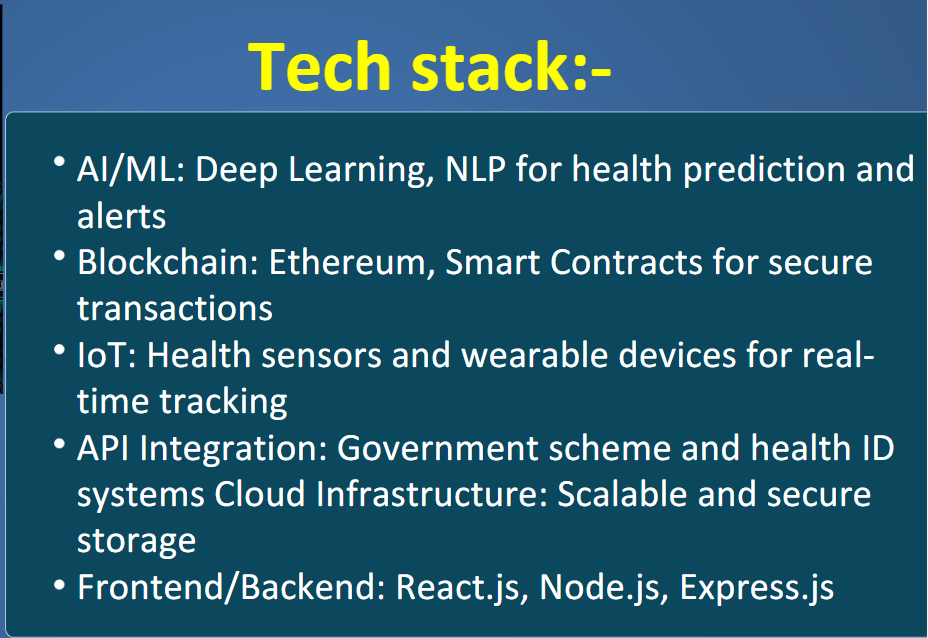 Tech stack:-
• AI/ML: Deep Learning, NLP for health prediction and
alerts
• Blockchain: Ethereum, Smart Contracts for secure
transactions
• IoT: Health sensors and wearable devices for real-
time tracking
• API Integration: Government scheme and health ID
systems Cloud Infrastructure: Scalable and secure
storage
• Frontend/Backend: React.js, Node.js, Express.js